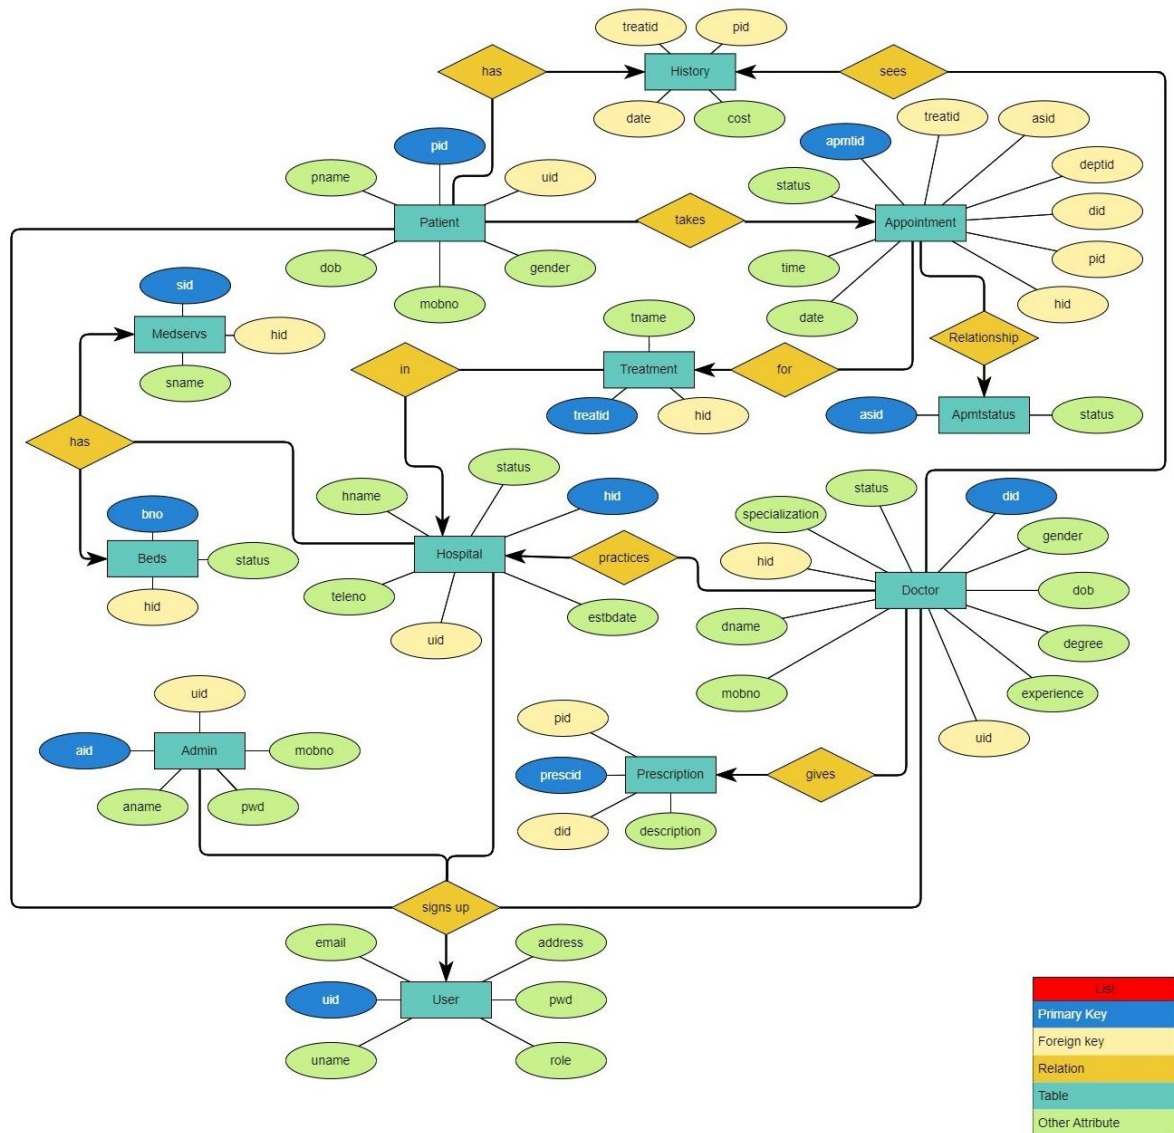 treatid
pid
has
History
sees
date
cost
treatid
asid
apmtid
pid
deptid
pname
uid
status
did
Patient
takes
Appointment
pid
dob
gender
time
hid
mobno
date
sid
Medservs
hid
sname
tname
in
Treatment
for
Relationship
treatid
hid
asid
Apmtstatus
status
has
status
hname
hid
bno
Beds
status
hid
Hospital
teleno
uid
estbdate
practices
status
did
specialization
gender
hid
Doctor
dob
dname
degree
mobno
experience
uid
uid
aid
Admin
mobno
aname
pwd
pid
prescid
Prescription
gives
did
description
signs up
email
address
uid
User
pwd
uname
role
List
Primary Key
Foreign key
Relation
Table
Other Attribute